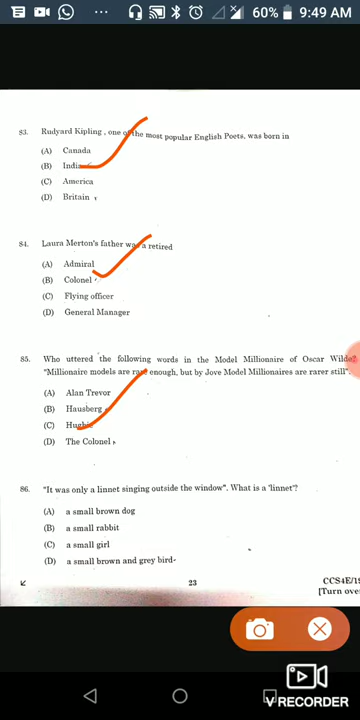 60% 9:49 AM
83. Rudyard Kipling , one of the most popular English Poets, was born in
(A) Canada
(B) India
(C) America
(D) Britain
84. Laura Merton's father was a retired
(A) Admiral
(B) Colonel
(C) Flying officer
(D) General Manager
85. Who uttered the following words in the Model Millionaire of Oscar Wilde?
"Millionaire models are rare enough, but by Jove Model Millionaires are rarer still".
(A) Alan Trevor
(B) Hausberg
(C) Hughie
(D) The Colonel
86. "It was only a linnet singing outside the window". What is a 'linnet'?
(A) a small brown dog
(B) a small rabbit
(C) a small girl
(D) a small brown and grey bird
23
CCS4E/19
[Turn over
V RECORDER